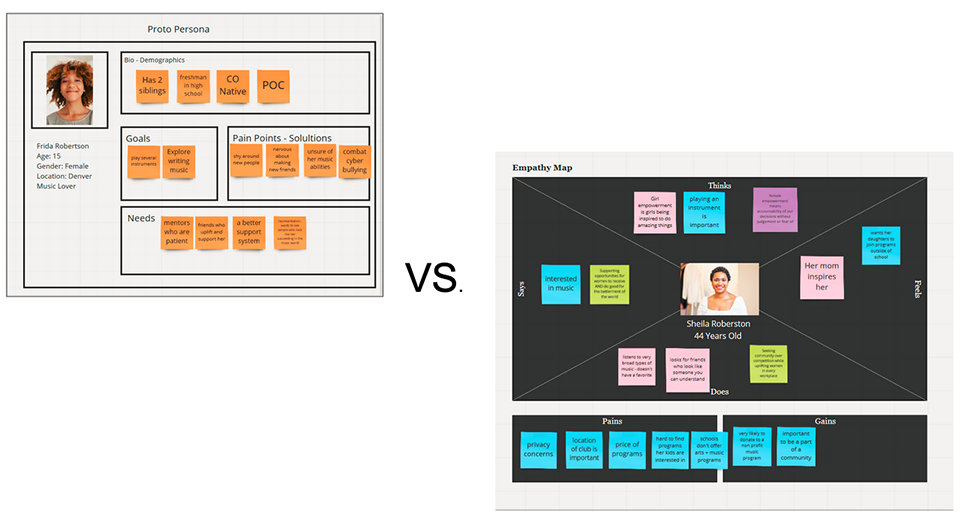 Proto Persona
Bio - Demographics
Has 2
siblings
freshman
in high
school
CO
Native
POC
Frida Robertson
Age: 15
Gender: Female
Location: Denver
Music Lover
Goals
play several
instruments
Explore
writing
music
Pain Points - Solultions
shy around
new people
nervous
about
making
new friends
unsure of
her music
abilities
combat
cyber
bullying
Needs
mentors
who are
patient
friends who
uplift and
support her
a better
support
system
VS.
Empathy Map
Thinks
Girl
empowerment
is girls being
inspired to do
amazing things
playing an
instrument
is
important
female
empowerment
means
accountability of our
decisions without
judgement or
wants her
daughters to
join programs
outside of
school
Says
interested
in music
Supporting
opportunities for
women to receive
AND do good for
the betterment of
the world
Her mom
inspires
her
Feels
Sheila Roberston
44 Years Old
listens to very
broad types of
music - doesn't
have a favorite
looks for friends
who look like
someone you
can understand
Seeking
community over
competition while
uplifting women
in every
workplace
Does
Pains
privacy
concerns
location
of club is
important
price of
programs
hard to find
programs
her kids are
interested in
schools
don't offer
arts + music
programs
Gains
very likely to
donate to a
non profit
music
program
important
to be a
part of a
community